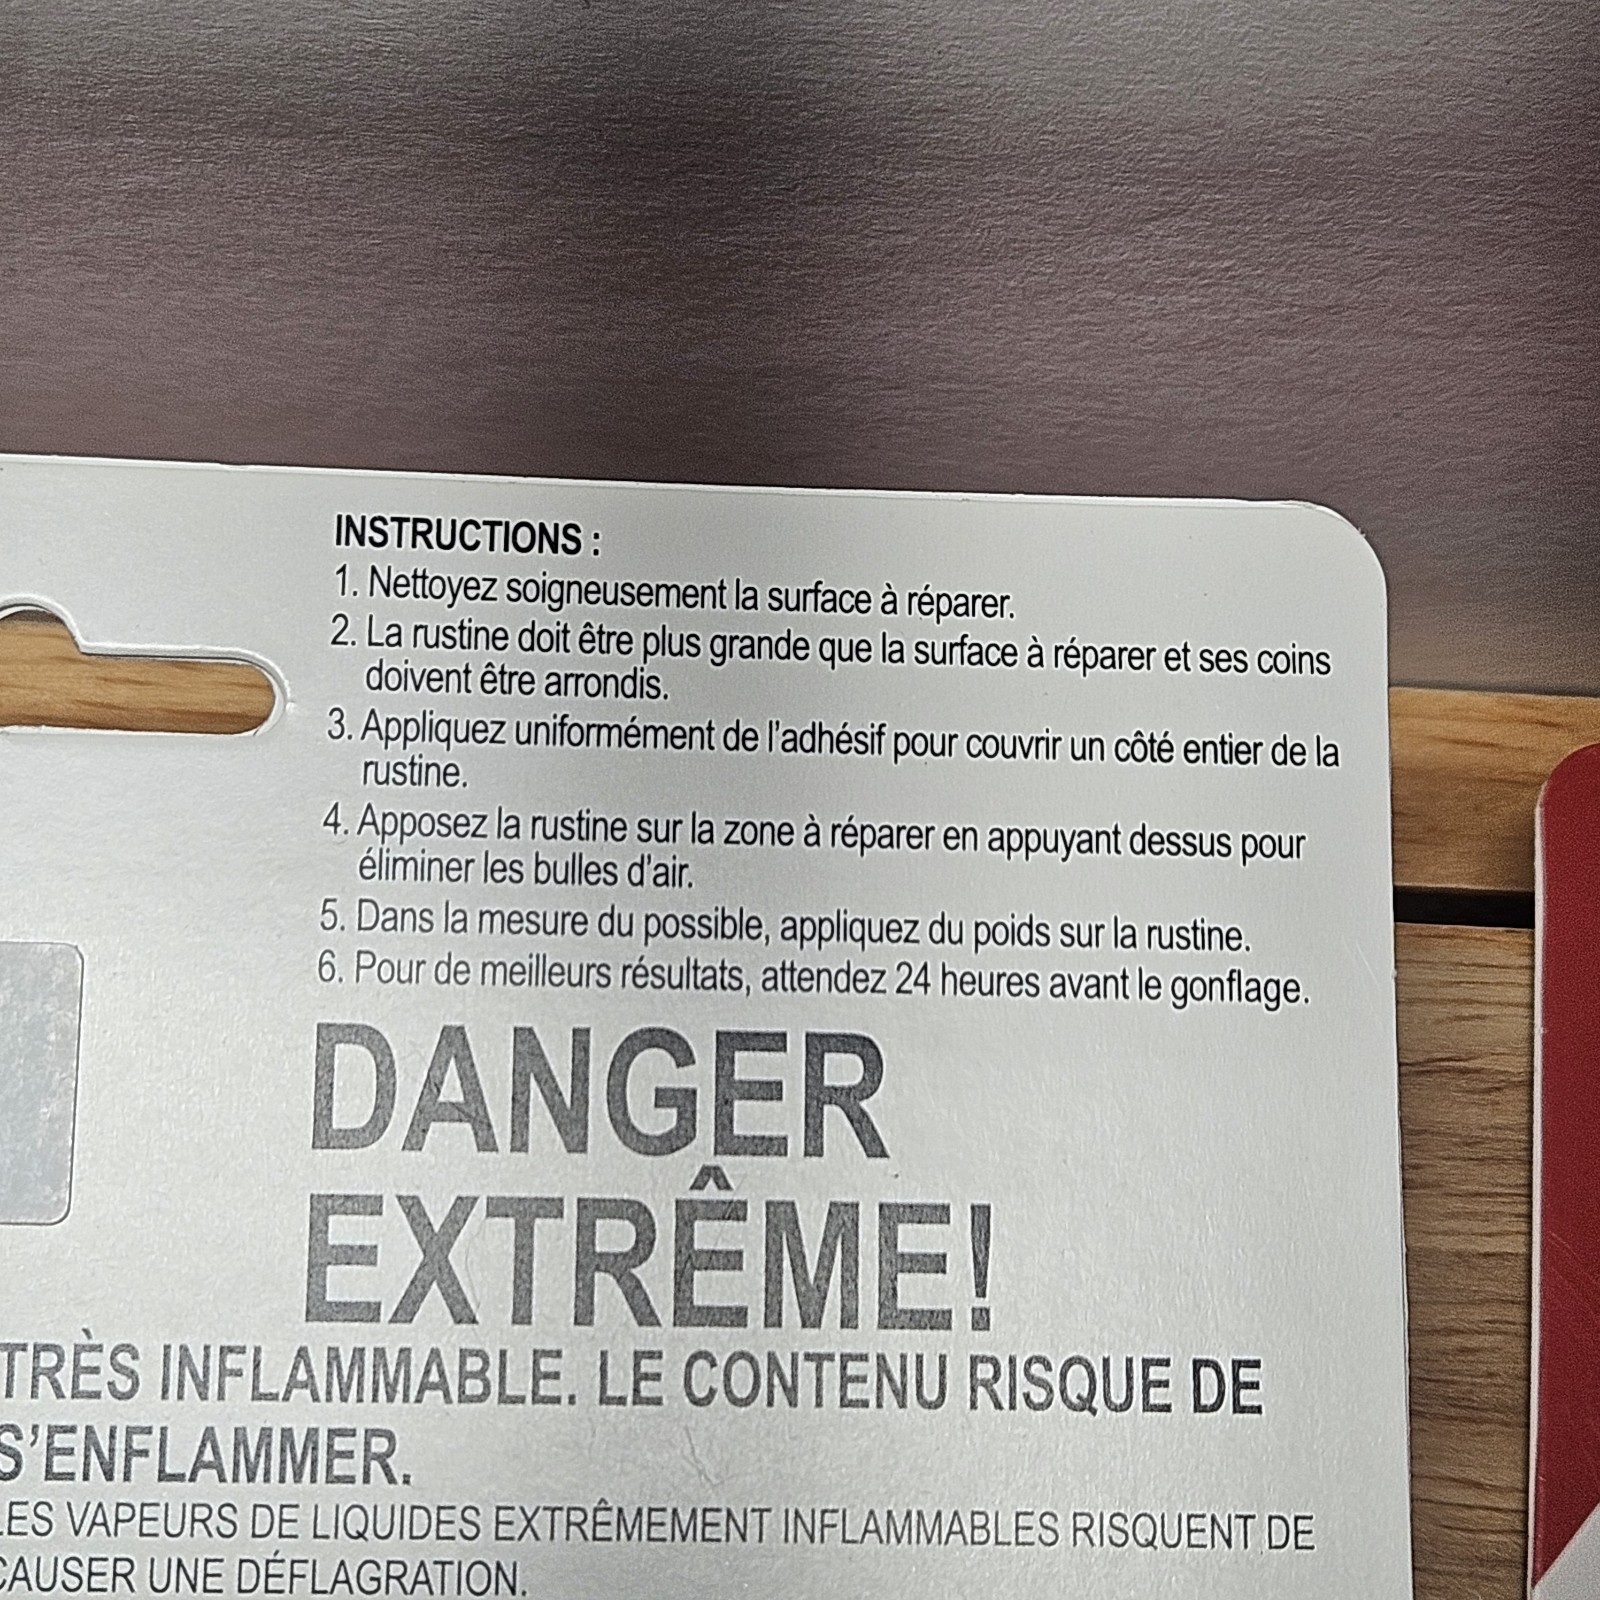 INSTRUCTIONS :
1. Nettoyez soigneusement la surface à réparer.
2. La rustine doit être plus grande que la surface à réparer et ses coins
doivent être arrondis.
3. Appliquez uniformément de l'adhésif pour couvrir un côté entier de la
rustine.
4. Apposez la rustine sur la zone à réparer en appuyant dessus pour
éliminer les bulles d'air.
5. Dans la mesure du possible, appliquez du poids sur la rustine.
6. Pour de meilleurs résultats, attendez 24 heures avant le gonflage.
DANGER
EXTRÊME!
TRÈS INFLAMMABLE. LE CONTENU RISQUE DE
S'ENFLAMMER.
LES VAPEURS DE LIQUIDES EXTRÊMEMENT INFLAMMABLES RISQUENT DE
CAUSER UNE DÉFLAGRATION.